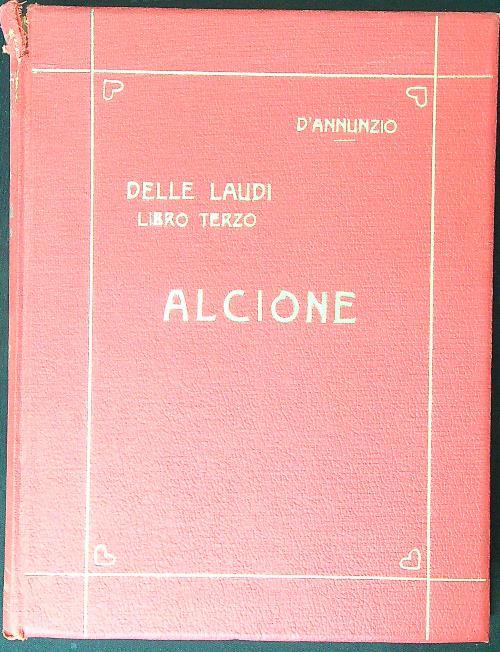 D'ANNUNZIO
DELLE LAUDI
LIBRO TERZO
ALCIONE